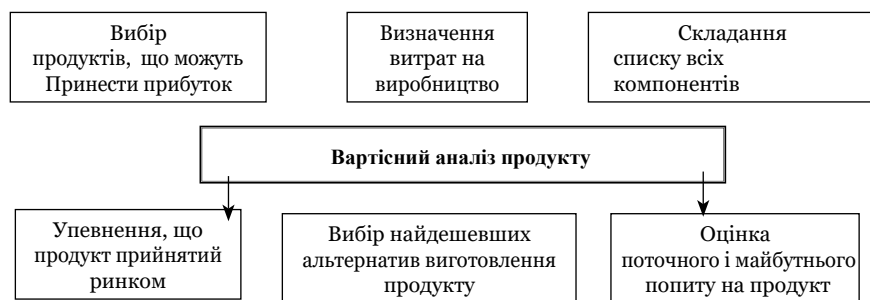 Вибір
продуктів, що можуть
Принести прибуток
Визначення
витрат на
виробництво
Складання
списку всіх
компонентів
Вартісний аналіз продукту
Упевнення, що
продукт прийнятий
ринком
Вибір найдешевших
альтернатив виготовлення
продукту
Оцінка
поточного і майбутнього
попиту на продукт